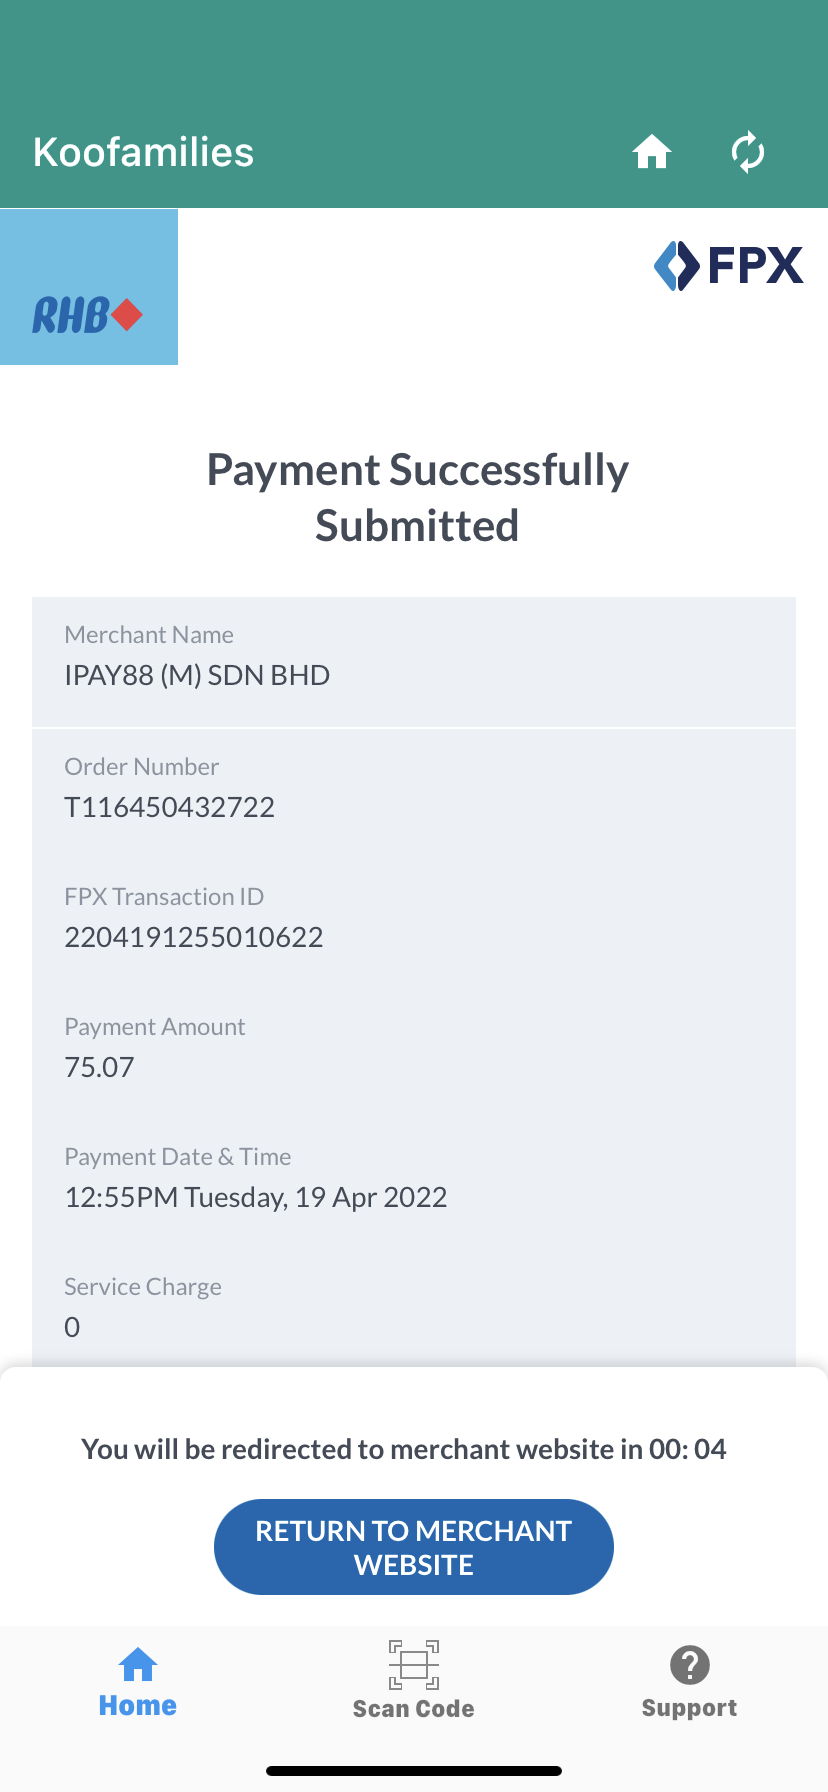 Koofamilies
RHB
FPX
Payment Successfully
Submitted
Merchant Name
IPAY88 (M) SDN BHD
Order Number
T116450432722
FPX Transaction ID
2204191255010622
Payment Amount
75.07
Payment Date & Time
12:55PM Tuesday, 19 Apr 2022
Service Charge
0
You will be redirected to merchant website in 00: 04
RETURN TO MERCHANT
WEBSITE
Home
Scan Code
Support